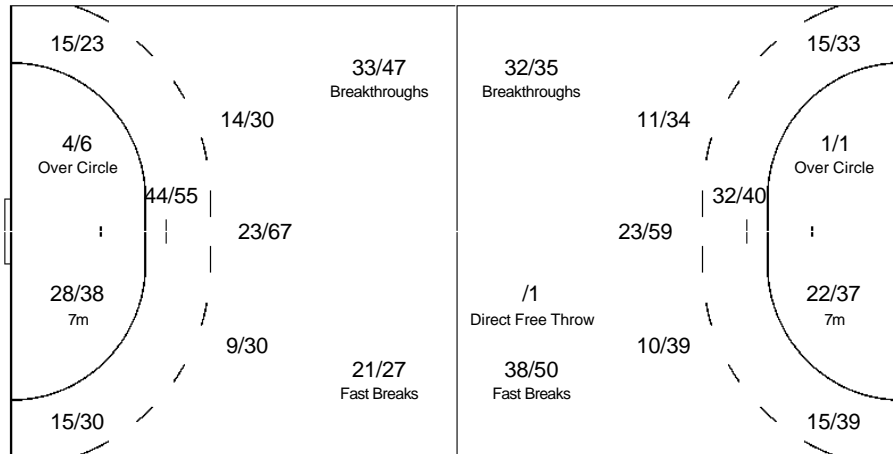 15/23
15/33
33/47
Breakthroughs
32/35
Breakthroughs
14/30
11/34
4/6
Over Circle
1/1
Over Circle
44/55
32/40
23/67
23/59
28/38
7m
/1
Direct Free Throw
22/37
7m
9/30
10/39
21/27
Fast Breaks
38/50
Fast Breaks
15/30
15/39